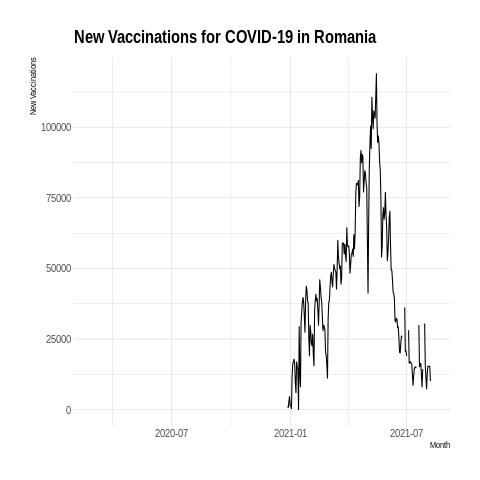 New Vaccinations for COVID-19 in Romania
New Vaccinations
100000
75000
50000
25000
0
2020-07
2021-01
2021-07
Month